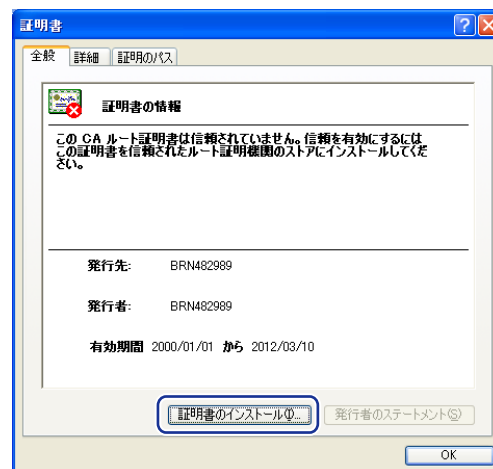 証明書
全般 詳細 証明のパス
証明書の情報
この CA ルート証明書は信頼されていません。信頼を有効にするには
この証明書を信頼されたルート証明機関のストアにインストールしてくだ
さい。
発行先: BRN482989
発行者: BRN482989
有効期間 2000/01/01 から 2012/03/10
証明書のインストール(I)... 発行者のステートメント(S)
OK